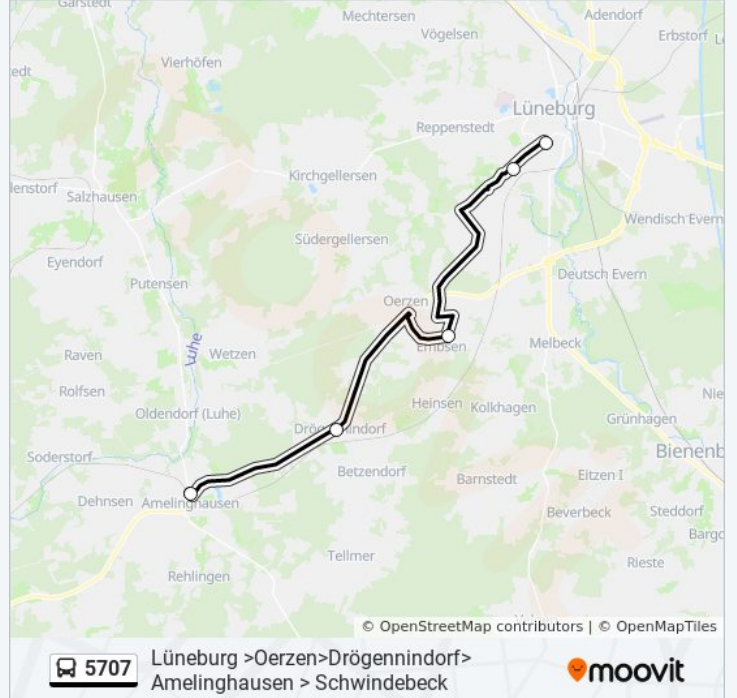 Garstedt
Mechtersen
Adendorf
Vögelsen
Erbstorf
Vierhöfen
Lüneburg
Reppenstedt
Kirchgellersen
Salzhausen
Wendisch Evern
Südergellersen
Eyendorf
Deutsch Evern
Putensen
Oerzen
Luhe
Embsen
Melbeck
Raven
Wetzen
Rolfsen
Heinsen
Kolkhagen
Oldendorf (Luhe)
Grünhagen
Drögennindorf
Bienenb
Soderstorf
Betzendorf
Barnstedt
Eitzen I
Dehnsen
Amelinghausen
Beverbeck
Steddorf
Bargd
Tellmer
Rieste
Rehlingen
© OpenStreetMap contributors | © OpenMapTiles
5707
Lüneburg >Oerzen>Drögennindorf>
Amelinghausen > Schwindebeck
moovit